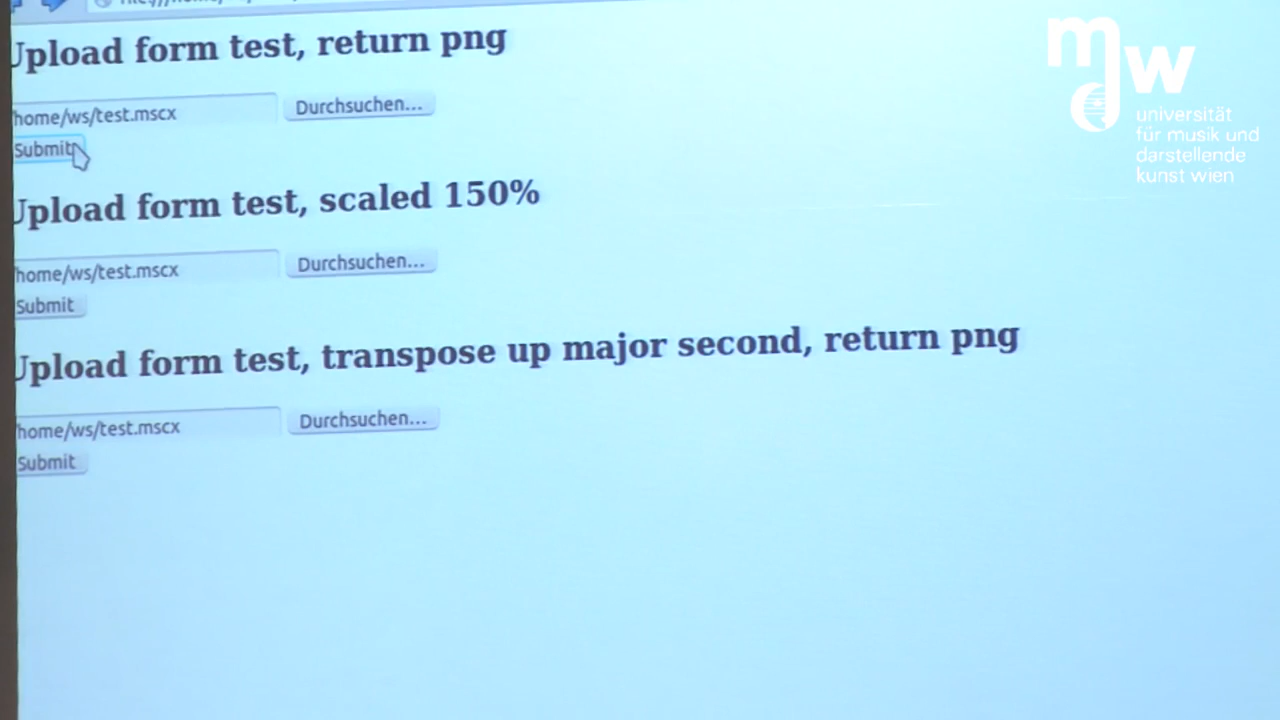 Upload form test, return png
home/ws/test.mscx Durchsuchen...
Submit
Upload form test, scaled 150%
/home/ws/test.mscx Durchsuchen...
Submit
Upload form test, transpose up major second, return png
/home/ws/test.mscx Durchsuchen...
Submit
mdw
universität
für musik und
darstellende
kunst wien